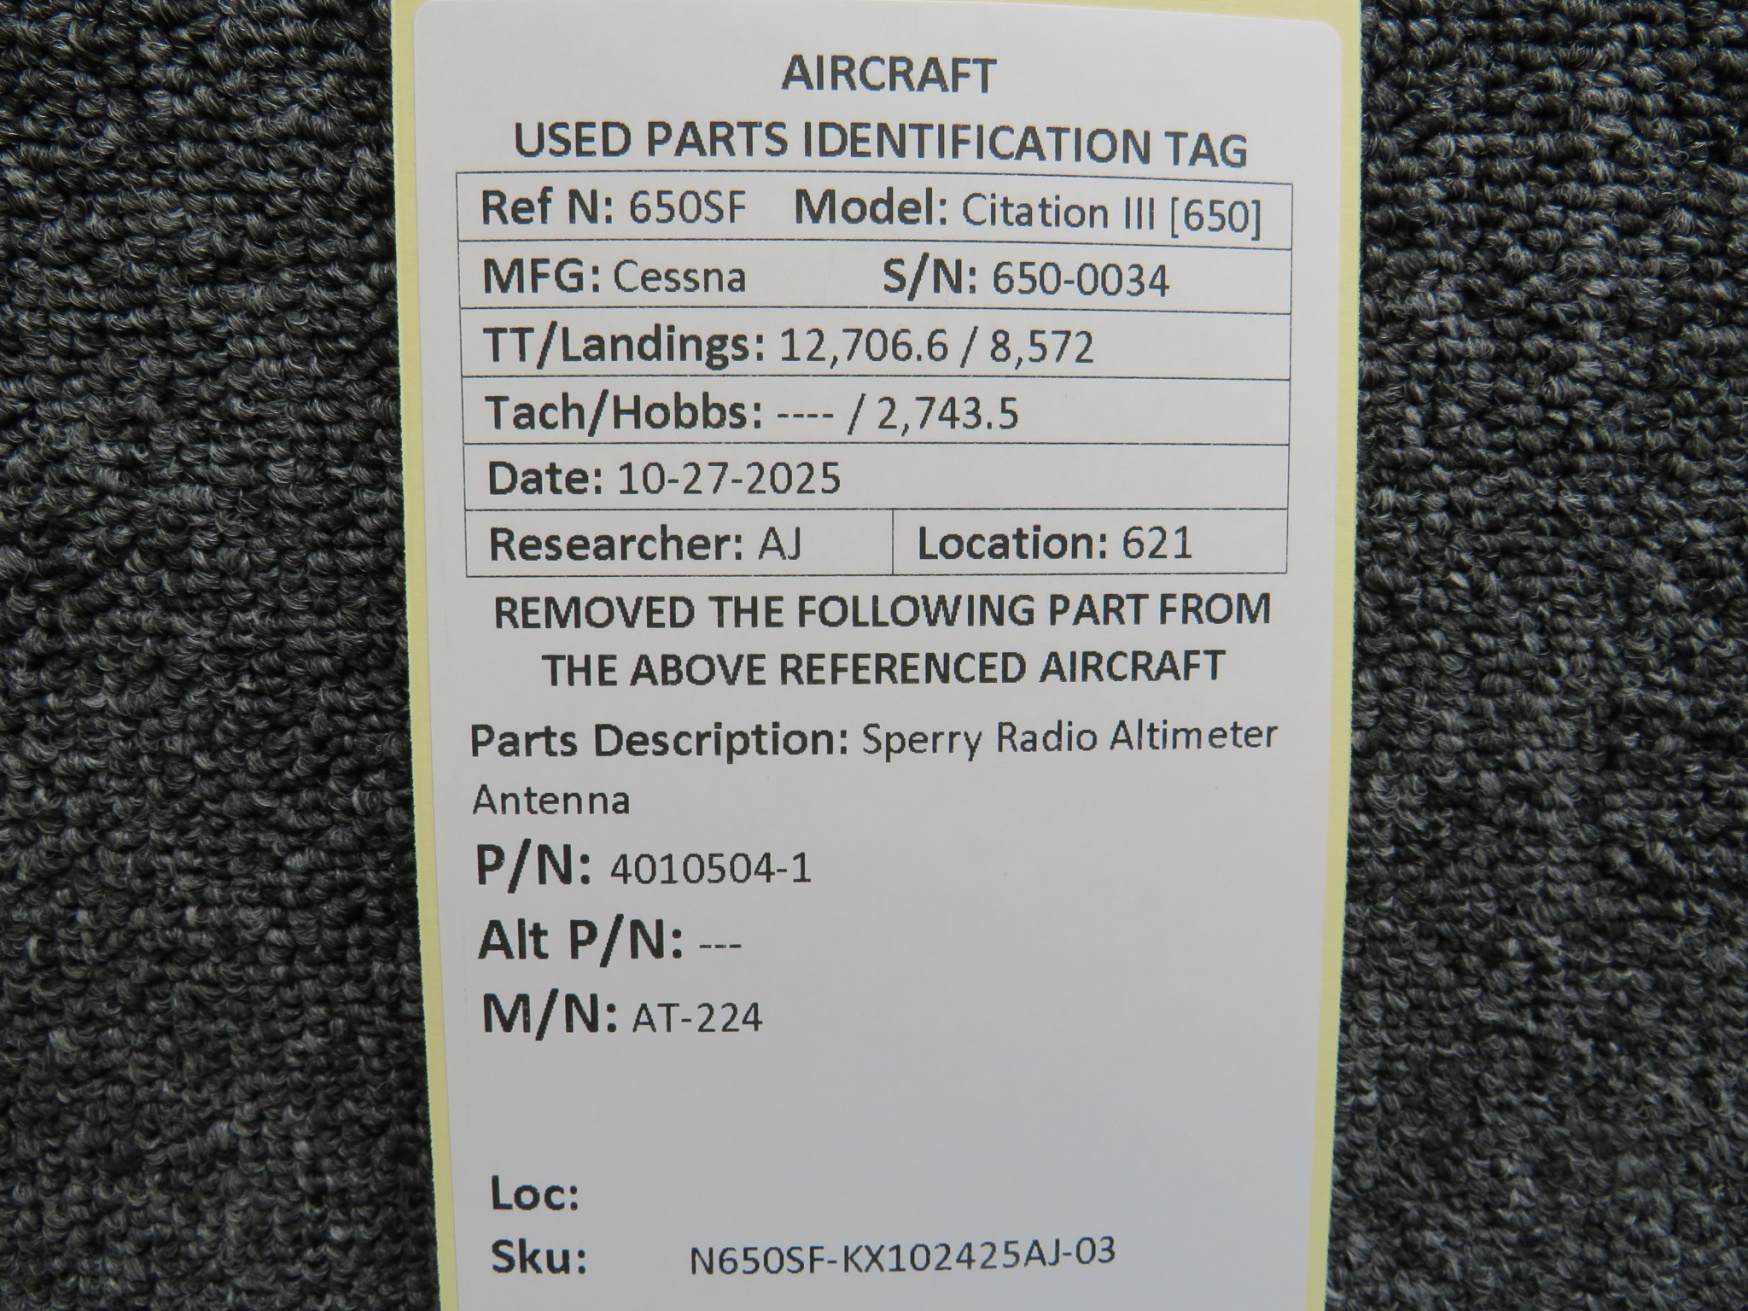 AIRCRAFT
USED PARTS IDENTIFICATION TAG
Ref N: 650SF Model: Citation III [650]
MFG: Cessna S/N: 650-0034
TT/Landings: 12,706.6 / 8,572
Tach/Hobbs: ---- / 2,743.5
Date: 10-27-2025
Researcher: AJ Location: 621
REMOVED THE FOLLOWING PART FROM
THE ABOVE REFERENCED AIRCRAFT
Parts Description: Sperry Radio Altimeter
Antenna
P/N: 4010504-1
Alt P/N: ---
M/N: AT-224
Loc:
Sku: N650SF-KX102425AJ-03